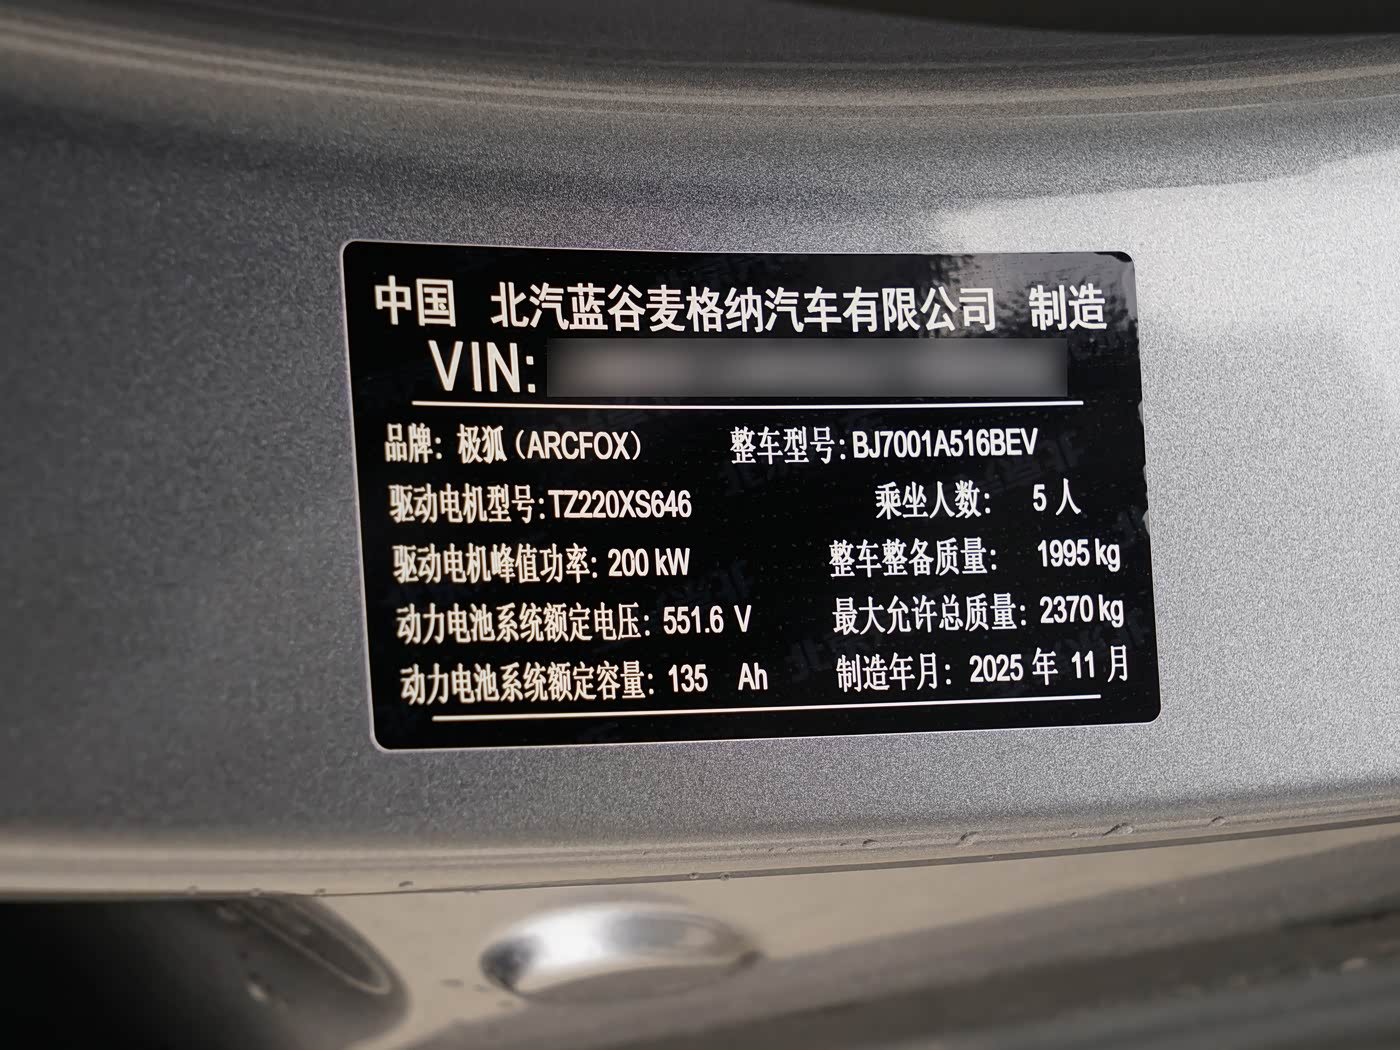 中国 北汽蓝谷麦格纳汽车有限公司 制造
VIN:
品牌: 极狐（ARCFOX） 整车型号: BJ7001A516BEV
驱动电机型号: TZ220XS646 乘坐人数: 5 人
驱动电机峰值功率: 200 kW 整车整备质量: 1995 kg
动力电池系统额定电压: 551.6 V 最大允许总质量: 2370 kg
动力电池系统额定容量: 135 Ah 制造年月: 2025 年 11 月